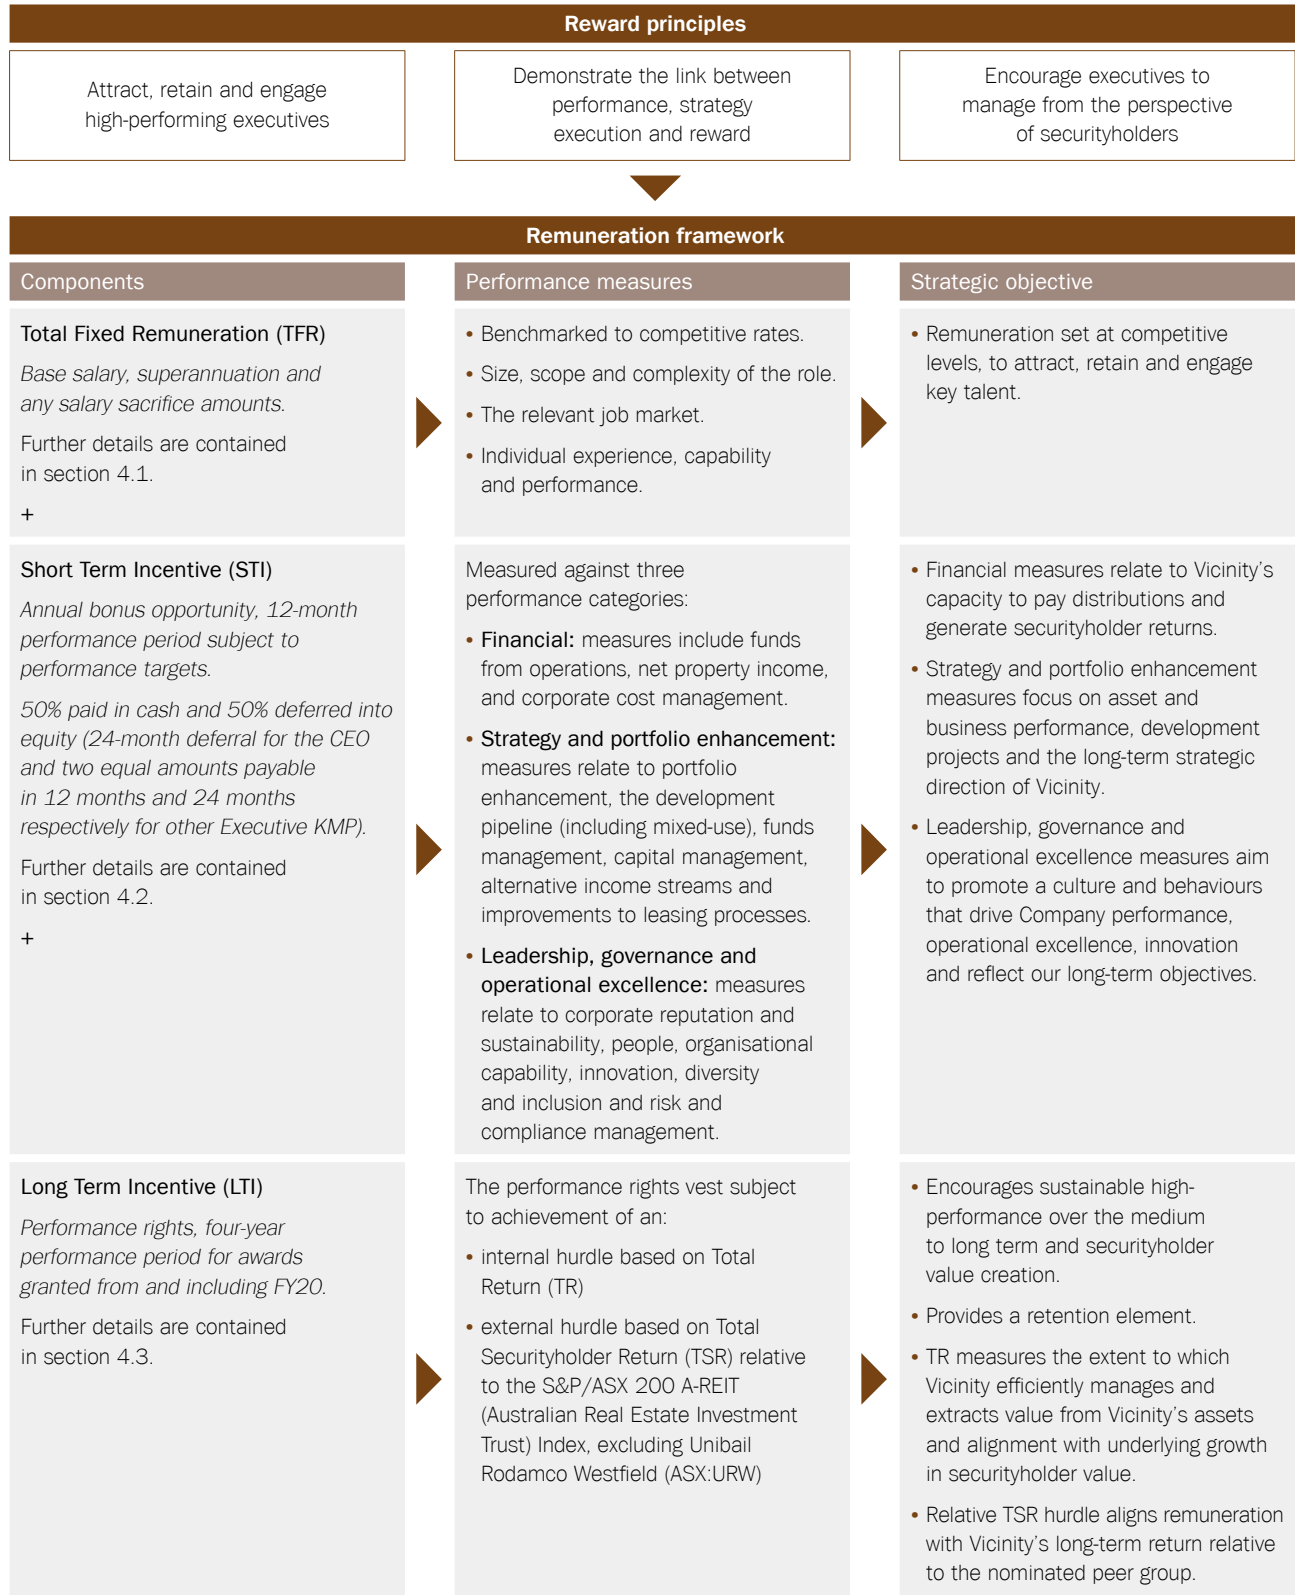 Reward principles
Attract, retain and engage
high-performing executives
Demonstrate the link between
performance, strategy
execution and reward
Encourage executives to
manage from the perspective
of securityholders
Remuneration framework
Components
Performance measures
Strategic objective
Total Fixed Remuneration (TFR)
Base salary, superannuation and
any salary sacrifice amounts.
Further details are contained
in section 4.1.
+
• Benchmarked to competitive rates.
• Size, scope and complexity of the role.
• The relevant job market.
• Individual experience, capability
and performance.
• Remuneration set at competitive
levels, to attract, retain and engage
key talent.
Short Term Incentive (STI)
Annual bonus opportunity, 12-month
performance period subject to
performance targets.
50% paid in cash and 50% deferred into
equity (24-month deferral for the CEO
and two equal amounts payable
in 12 months and 24 months
respectively for other Executive KMP).
Further details are contained
in section 4.2.
+
Measured against three
performance categories:
• Financial: measures include funds
from operations, net property income,
and corporate cost management.
• Strategy and portfolio enhancement:
measures relate to portfolio
enhancement, the development
pipeline (including mixed-use), funds
management, capital management,
alternative income streams and
improvements to leasing processes.
• Leadership, governance and
operational excellence: measures
relate to corporate reputation and
sustainability, people, organisational
capability, innovation, diversity
and inclusion and risk and
compliance management.
• Financial measures relate to Vicinity's
capacity to pay distributions and
generate securityholder returns.
• Strategy and portfolio enhancement
measures focus on asset and
business performance, development
projects and the long-term strategic
direction of Vicinity.
• Leadership, governance and
operational excellence measures aim
to promote a culture and behaviours
that drive Company performance,
operational excellence, innovation
and reflect our long-term objectives.
Long Term Incentive (LTI)
Performance rights, four-year
performance period for awards
granted from and including FY20.
Further details are contained
in section 4.3.
The performance rights vest subject
to achievement of an:
• internal hurdle based on Total
Return (TR)
• external hurdle based on Total
Securityholder Return (TSR) relative
to the S&P/ASX 200 A-REIT
(Australian Real Estate Investment
Trust) Index, excluding Unibail
Rodamco Westfield (ASX:URW)
• Encourages sustainable high-
performance over the medium
to long term and securityholder
value creation.
• Provides a retention element.
• TR measures the extent to which
Vicinity efficiently manages and
extracts value from Vicinity's assets
and alignment with underlying growth
in securityholder value.
• Relative TSR hurdle aligns remuneration
with Vicinity's long-term return relative
to the nominated peer group.